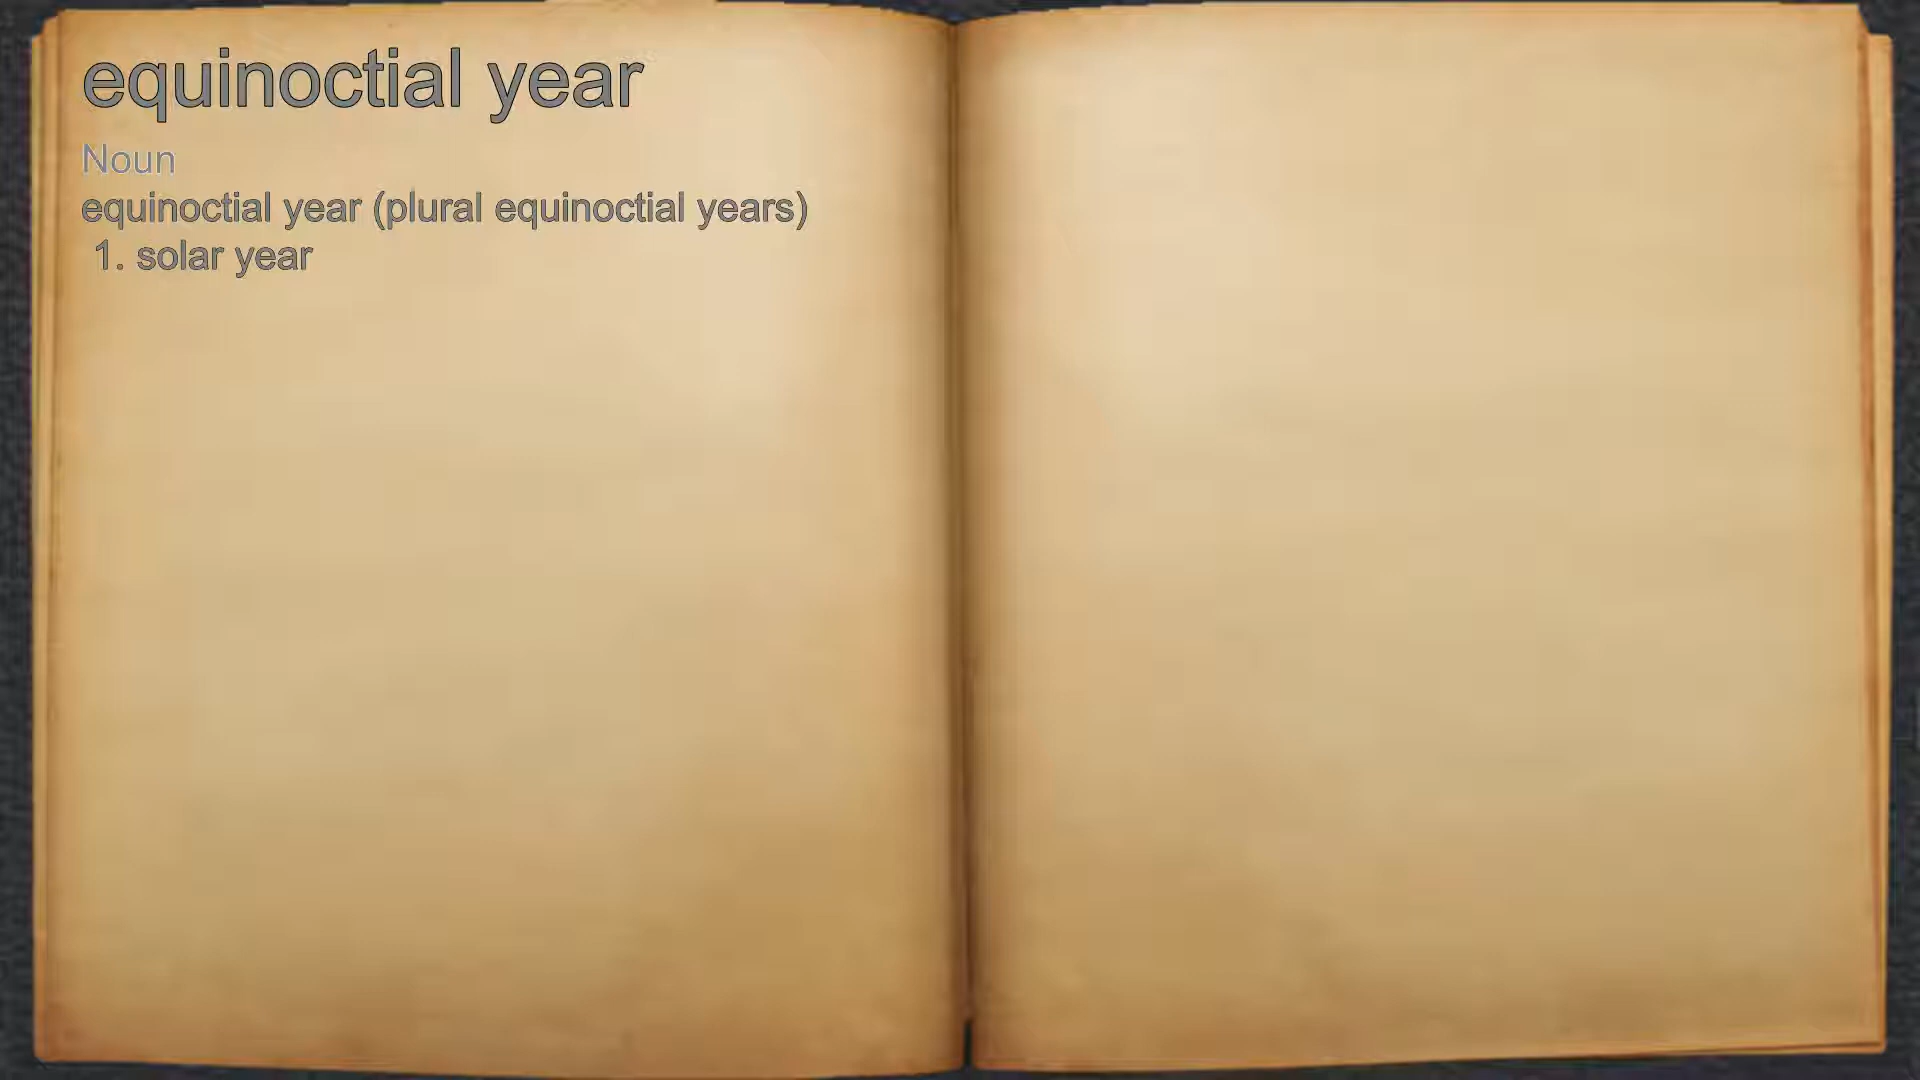 equinoctial year
Noun
equinoctial year (plural equinoctial years)
1. solar year